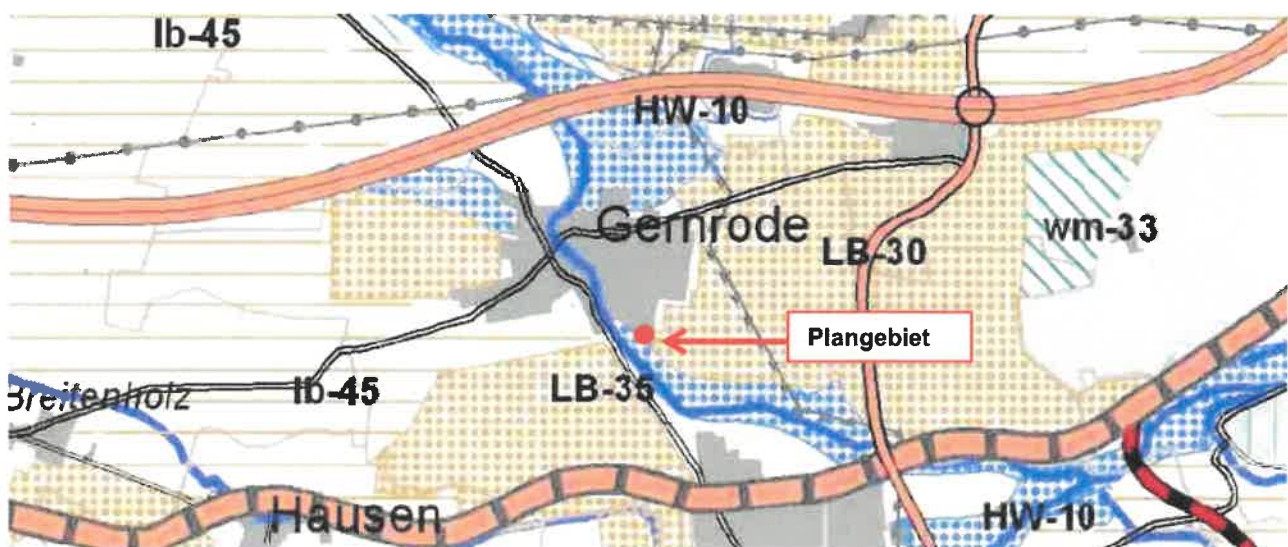 lb-45
HW-10
Gernrode
wm-33
LB-30
Plangebiet
Breitenholz
lb-45
LB-35
Hausen
HW-10